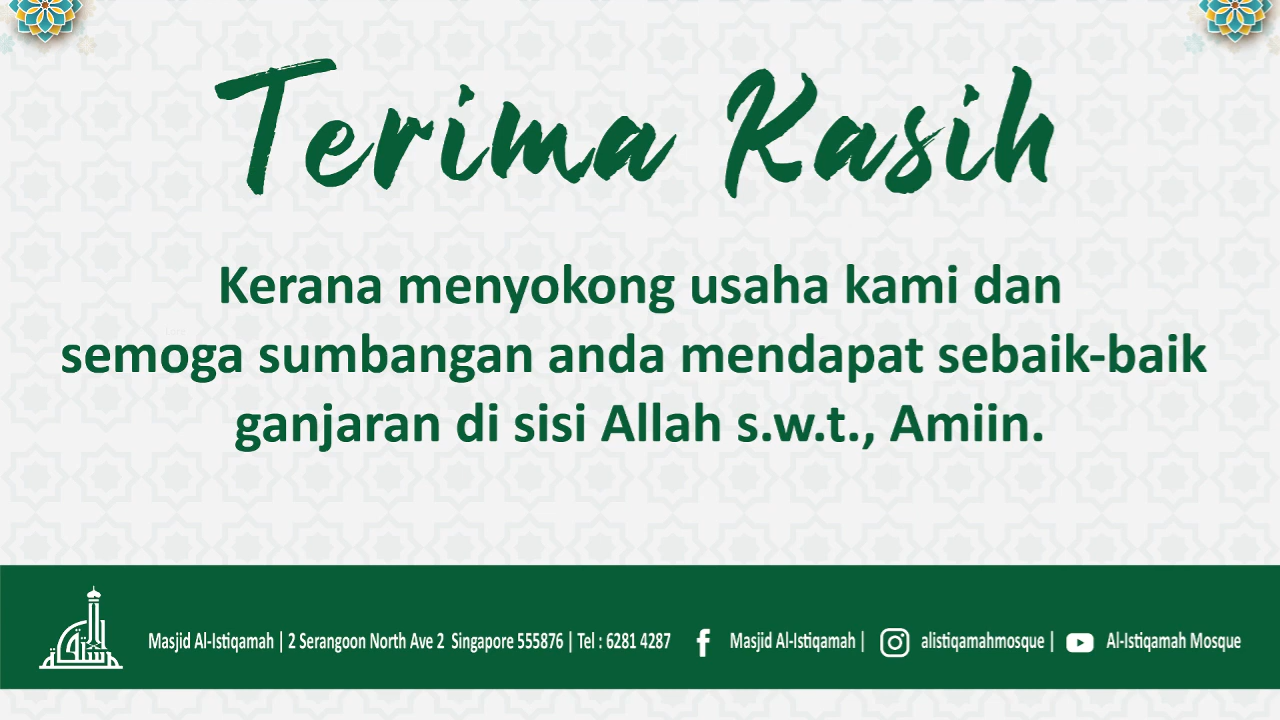 Terima Kasih
Kerana menyokong usaha kami dan
semoga sumbangan anda mendapat sebaik-baik
ganjaran di sisi Allah s.w.t., Amiin.
Masjid Al-Istiqamah | 2 Serangoon North Ave 2 Singapore 555876 | Tel : 6281 4287 Masjid Al-Istiqamah | alistiqamahmosque | Al-Istiqamah Mosque